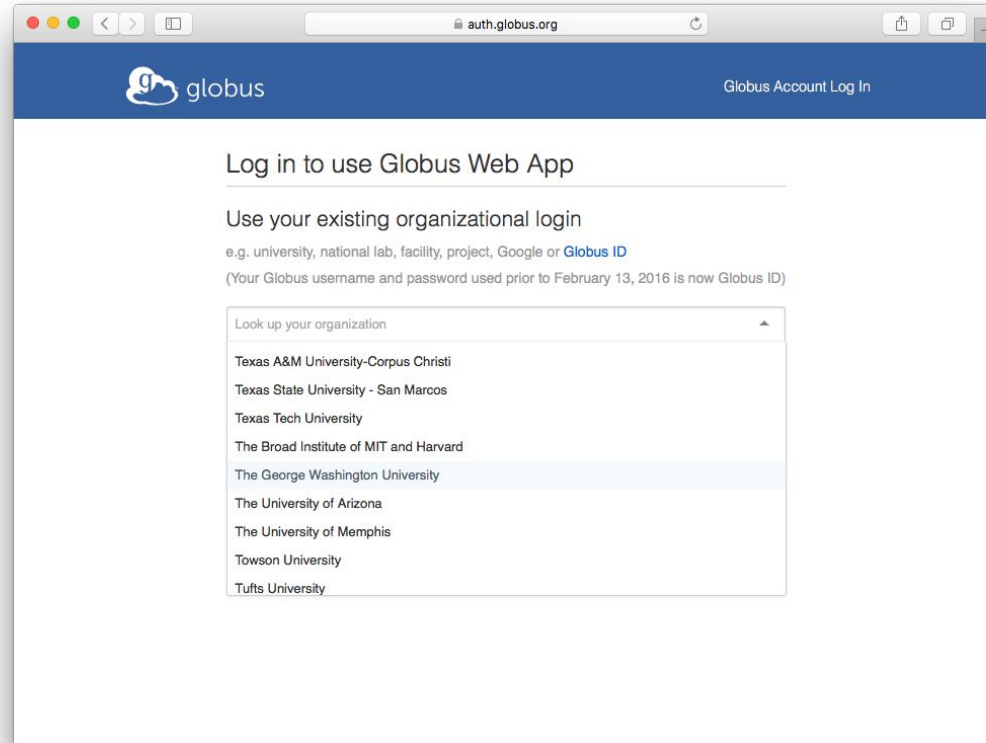 auth.globus.org
g globus
Globus Account Log In
Log in to use Globus Web App
Use your existing organizational login
e.g. university, national lab, facility, project, Google or Globus ID
(Your Globus username and password used prior to February 13, 2016 is now Globus ID)
Look up your organization
Texas A&M University-Corpus Christi
Texas State University - San Marcos
Texas Tech University
The Broad Institute of MIT and Harvard
The George Washington University
The University of Arizona
The University of Memphis
Towson University
Tufts University